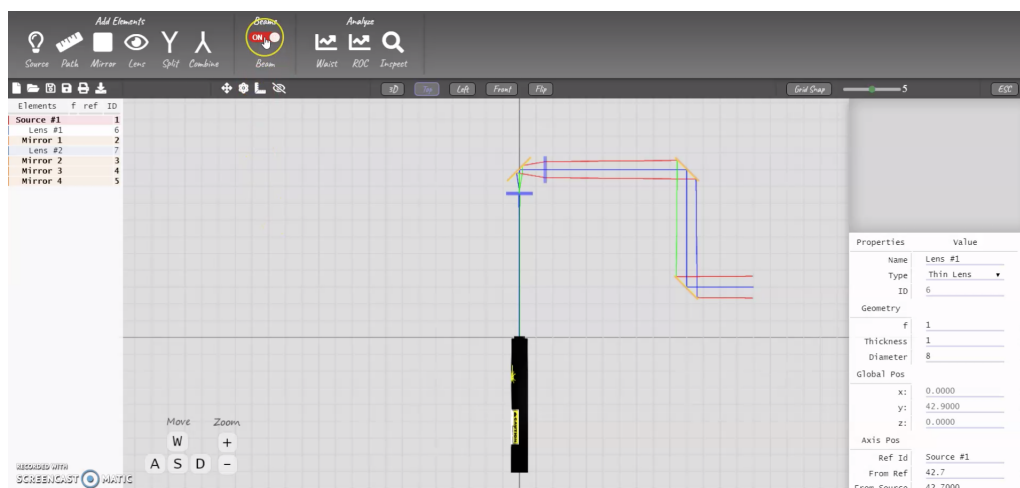 Add Elements Beams Analyze
ON
Source Path Mirror Lens Split Combine Beam Waist ROC Inspect
3D Top Left Front Flip Grid Snap 5 ESC
Elements f ref ID
Source #1 1
Lens #1 6
Mirror 1 2
Lens #2 7
Mirror 2 3
Mirror 3 4
Mirror 4 5
Properties Value
Name Lens #1
Type Thin Lens
ID 6
Geometry
f 1
Thickness 1
Diameter 8
Global Pos
x: 0.0000
y: 42.9000
z: 0.0000
Axis Pos
Ref Id Source #1
From Ref 42.7
From Source 42.7000
Move Zoom
W +
A S D -
RECORDED WITH
SCREENCAST MATIC